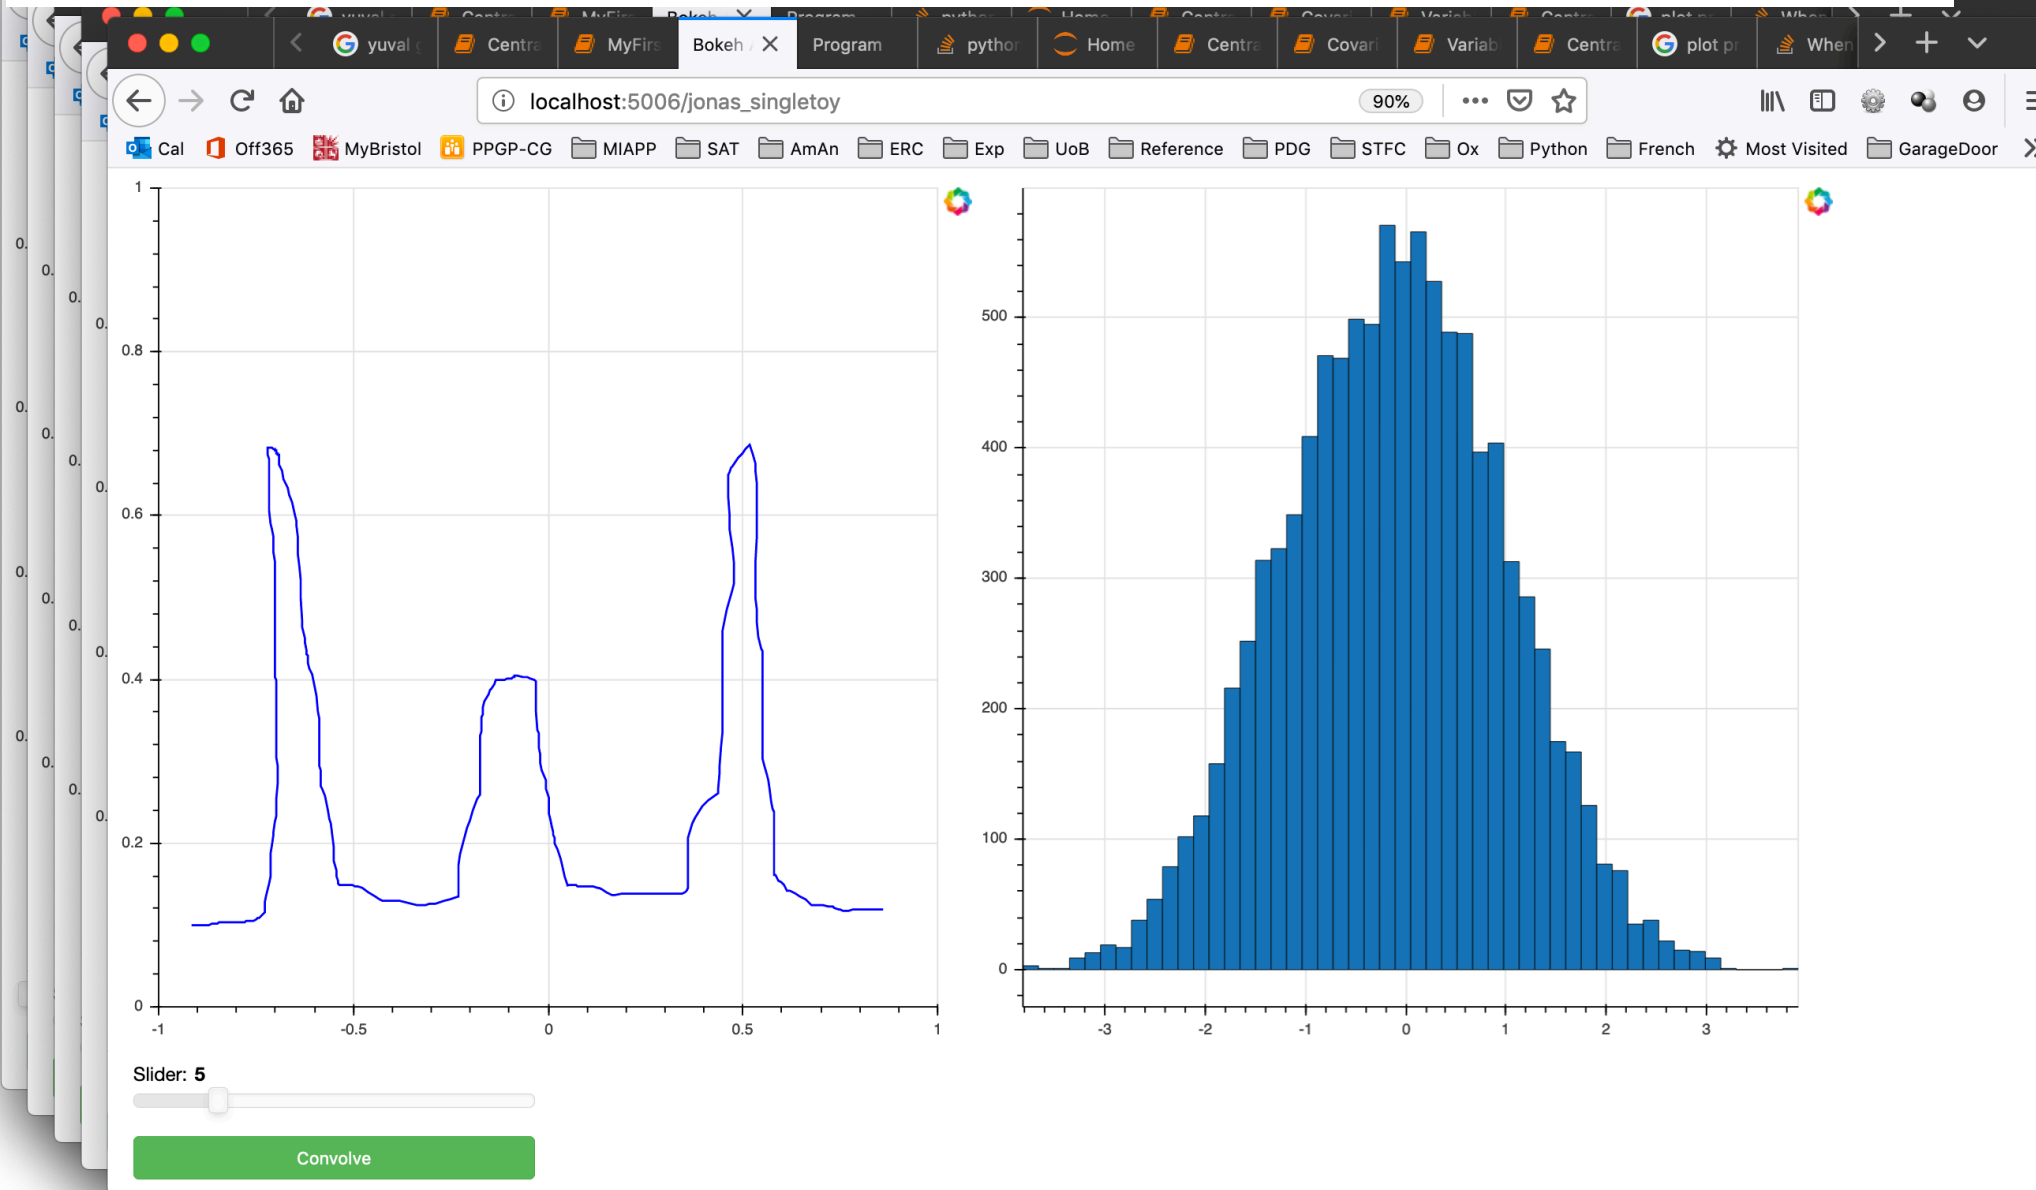 yuval Centra MyFirs Bokeh Program python Home Centra Covari Variab Centra plot pr When
localhost:5006/jonas_singletoy 90%
Cal Off365 MyBristol PPGP-CG MIAPP SAT AmAn ERC Exp UoB Reference PDG STFC Ox Python French Most Visited GarageDoor
1
0.8
0.6
0.4
0.2
0
-1 -0.5 0 0.5 1
500
400
300
200
100
0
-3 -2 -1 0 1 2 3
Slider: 5
Convolve